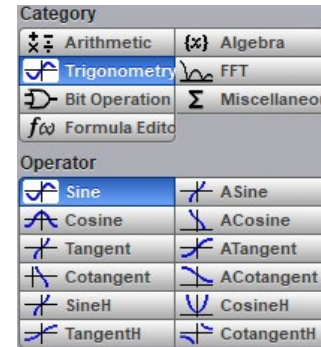 Category
Arithmetic {x} Algebra
Trigonometry FFT
Bit Operation Σ Miscellaneo
f(x) Formula Edito
Operator
Sine ASine
Cosine ACosine
Tangent ATangent
Cotangent ACotangent
SineH CosineH
TangentH CotangentH